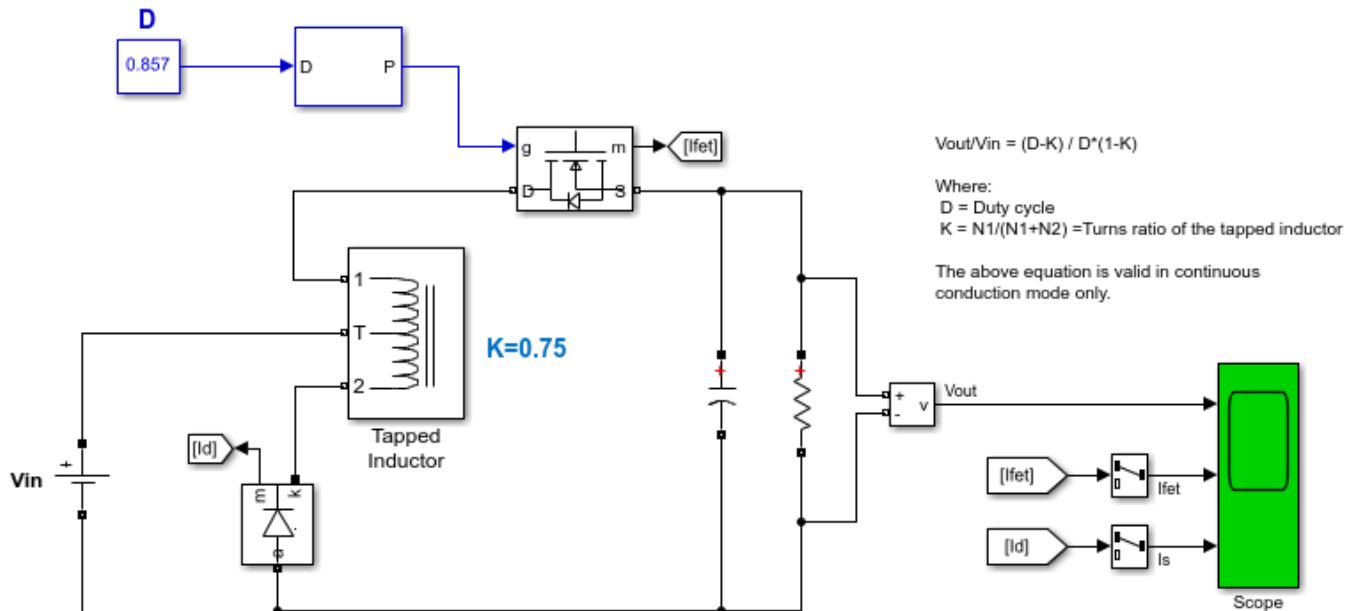 D
0.857
D
P
g
m
[Ifet]
D
S
Vout/Vin = (D-K) / D*(1-K)
Where:
D = Duty cycle
K = N1/(N1+N2) =Turns ratio of the tapped inductor
The above equation is valid in continuous
conduction mode only.
1
T
2
K=0.75
Tapped
Inductor
[Id]
m
k
a
Vin
+
+
+
+
-
v
Vout
[Ifet]
Ifet
[Id]
Is
Scope